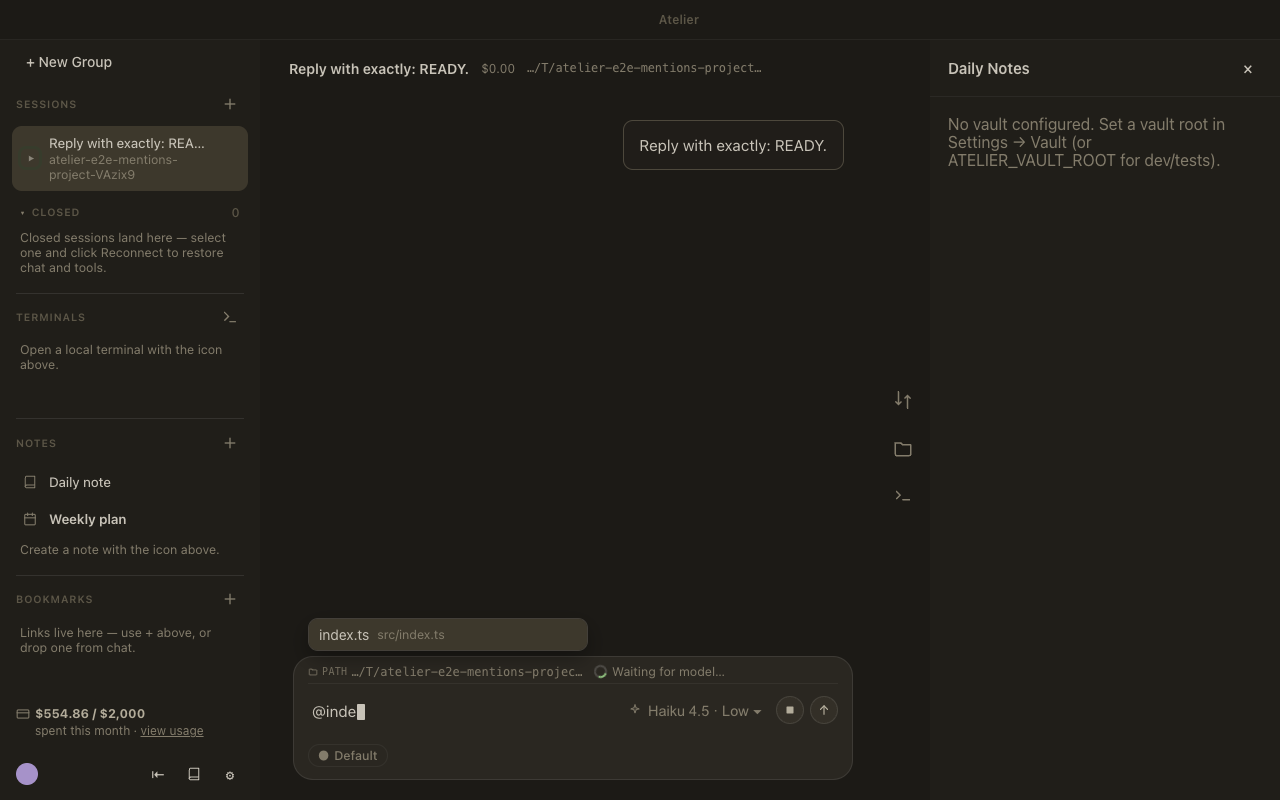 Atelier
+ New Group
SESSIONS
Reply with exactly: REA...
atelier-e2e-mentions-
project-VAzix9
CLOSED 0
Closed sessions land here — select
one and click Reconnect to restore
chat and tools.
TERMINALS
Open a local terminal with the icon
above.
NOTES
Daily note
Weekly plan
Create a note with the icon above.
BOOKMARKS
Links live here — use + above, or
drop one from chat.
$554.86 / $2,000
spent this month · view usage
Reply with exactly: READY. $0.00 …/T/atelier-e2e-mentions-project…
Reply with exactly: READY.
index.ts src/index.ts
PATH …/T/atelier-e2e-mentions-projec… Waiting for model...
@inde
Haiku 4.5 · Low
Default
Daily Notes
No vault configured. Set a vault root in
Settings → Vault (or
ATELIER_VAULT_ROOT for dev/tests).